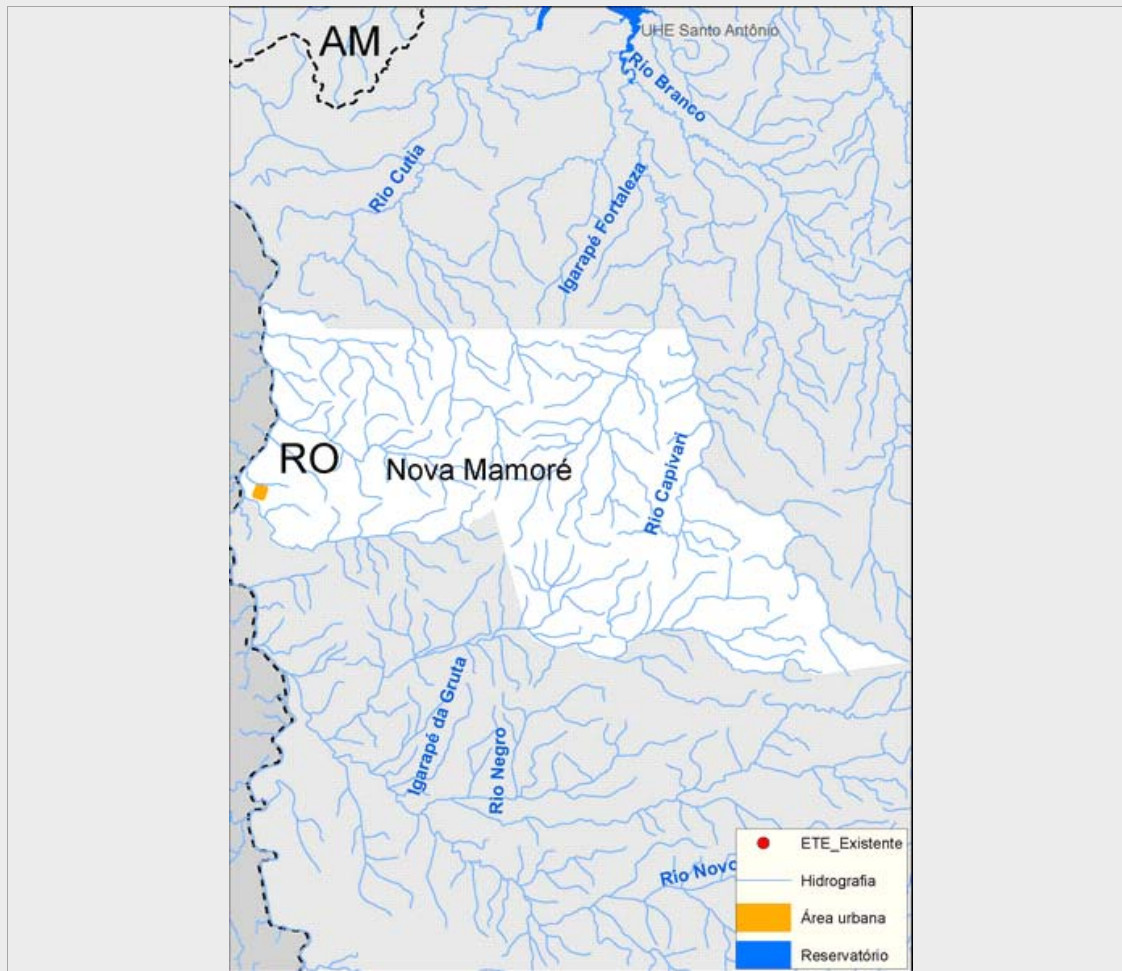 AM
UHE Santo Antônio
Rio Branco
Rio Cutia
Igarapé Fortaleza
RO
Nova Mamoré
Rio Capivari
Igarapé da Gruta
Rio Negro
Rio Novo
ETE_Existente
Hidrografia
Área urbana
Reservatório